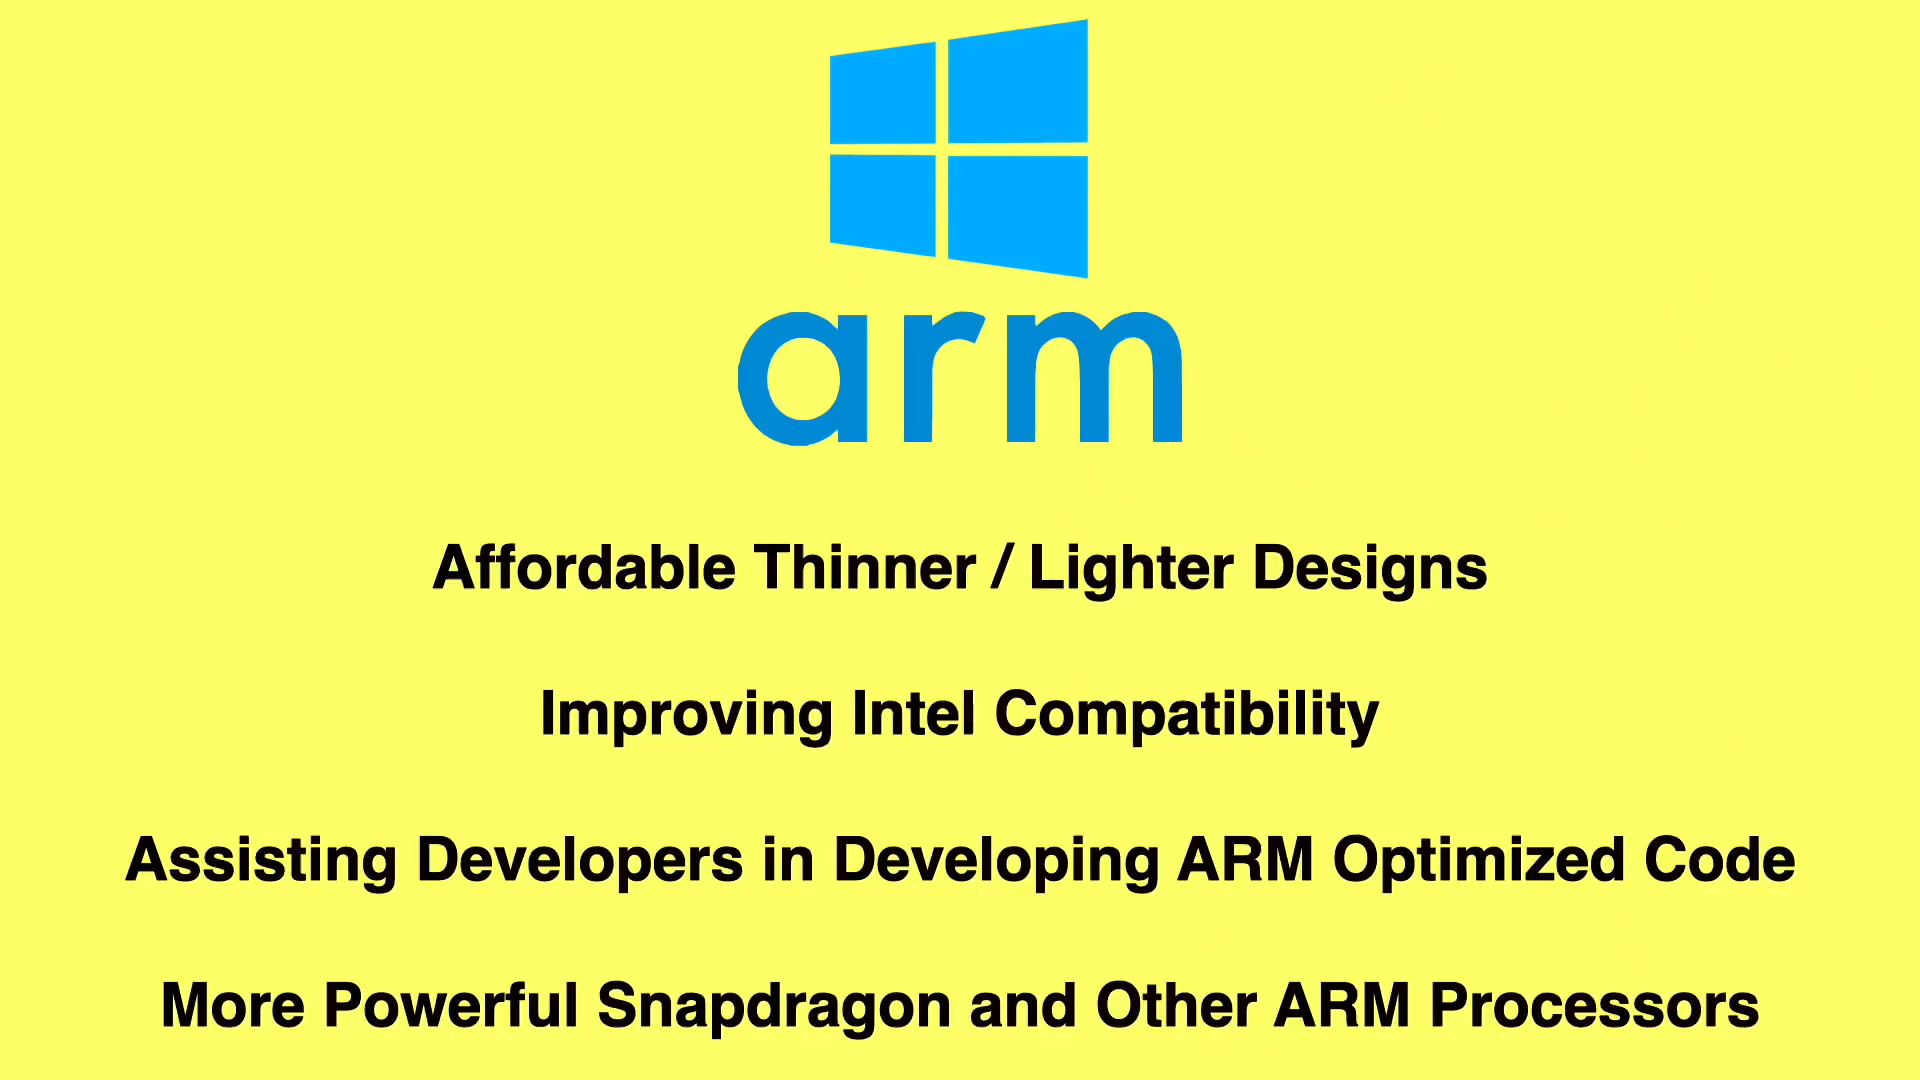 arm
Affordable Thinner / Lighter Designs
Improving Intel Compatibility
Assisting Developers in Developing ARM Optimized Code
More Powerful Snapdragon and Other ARM Processors